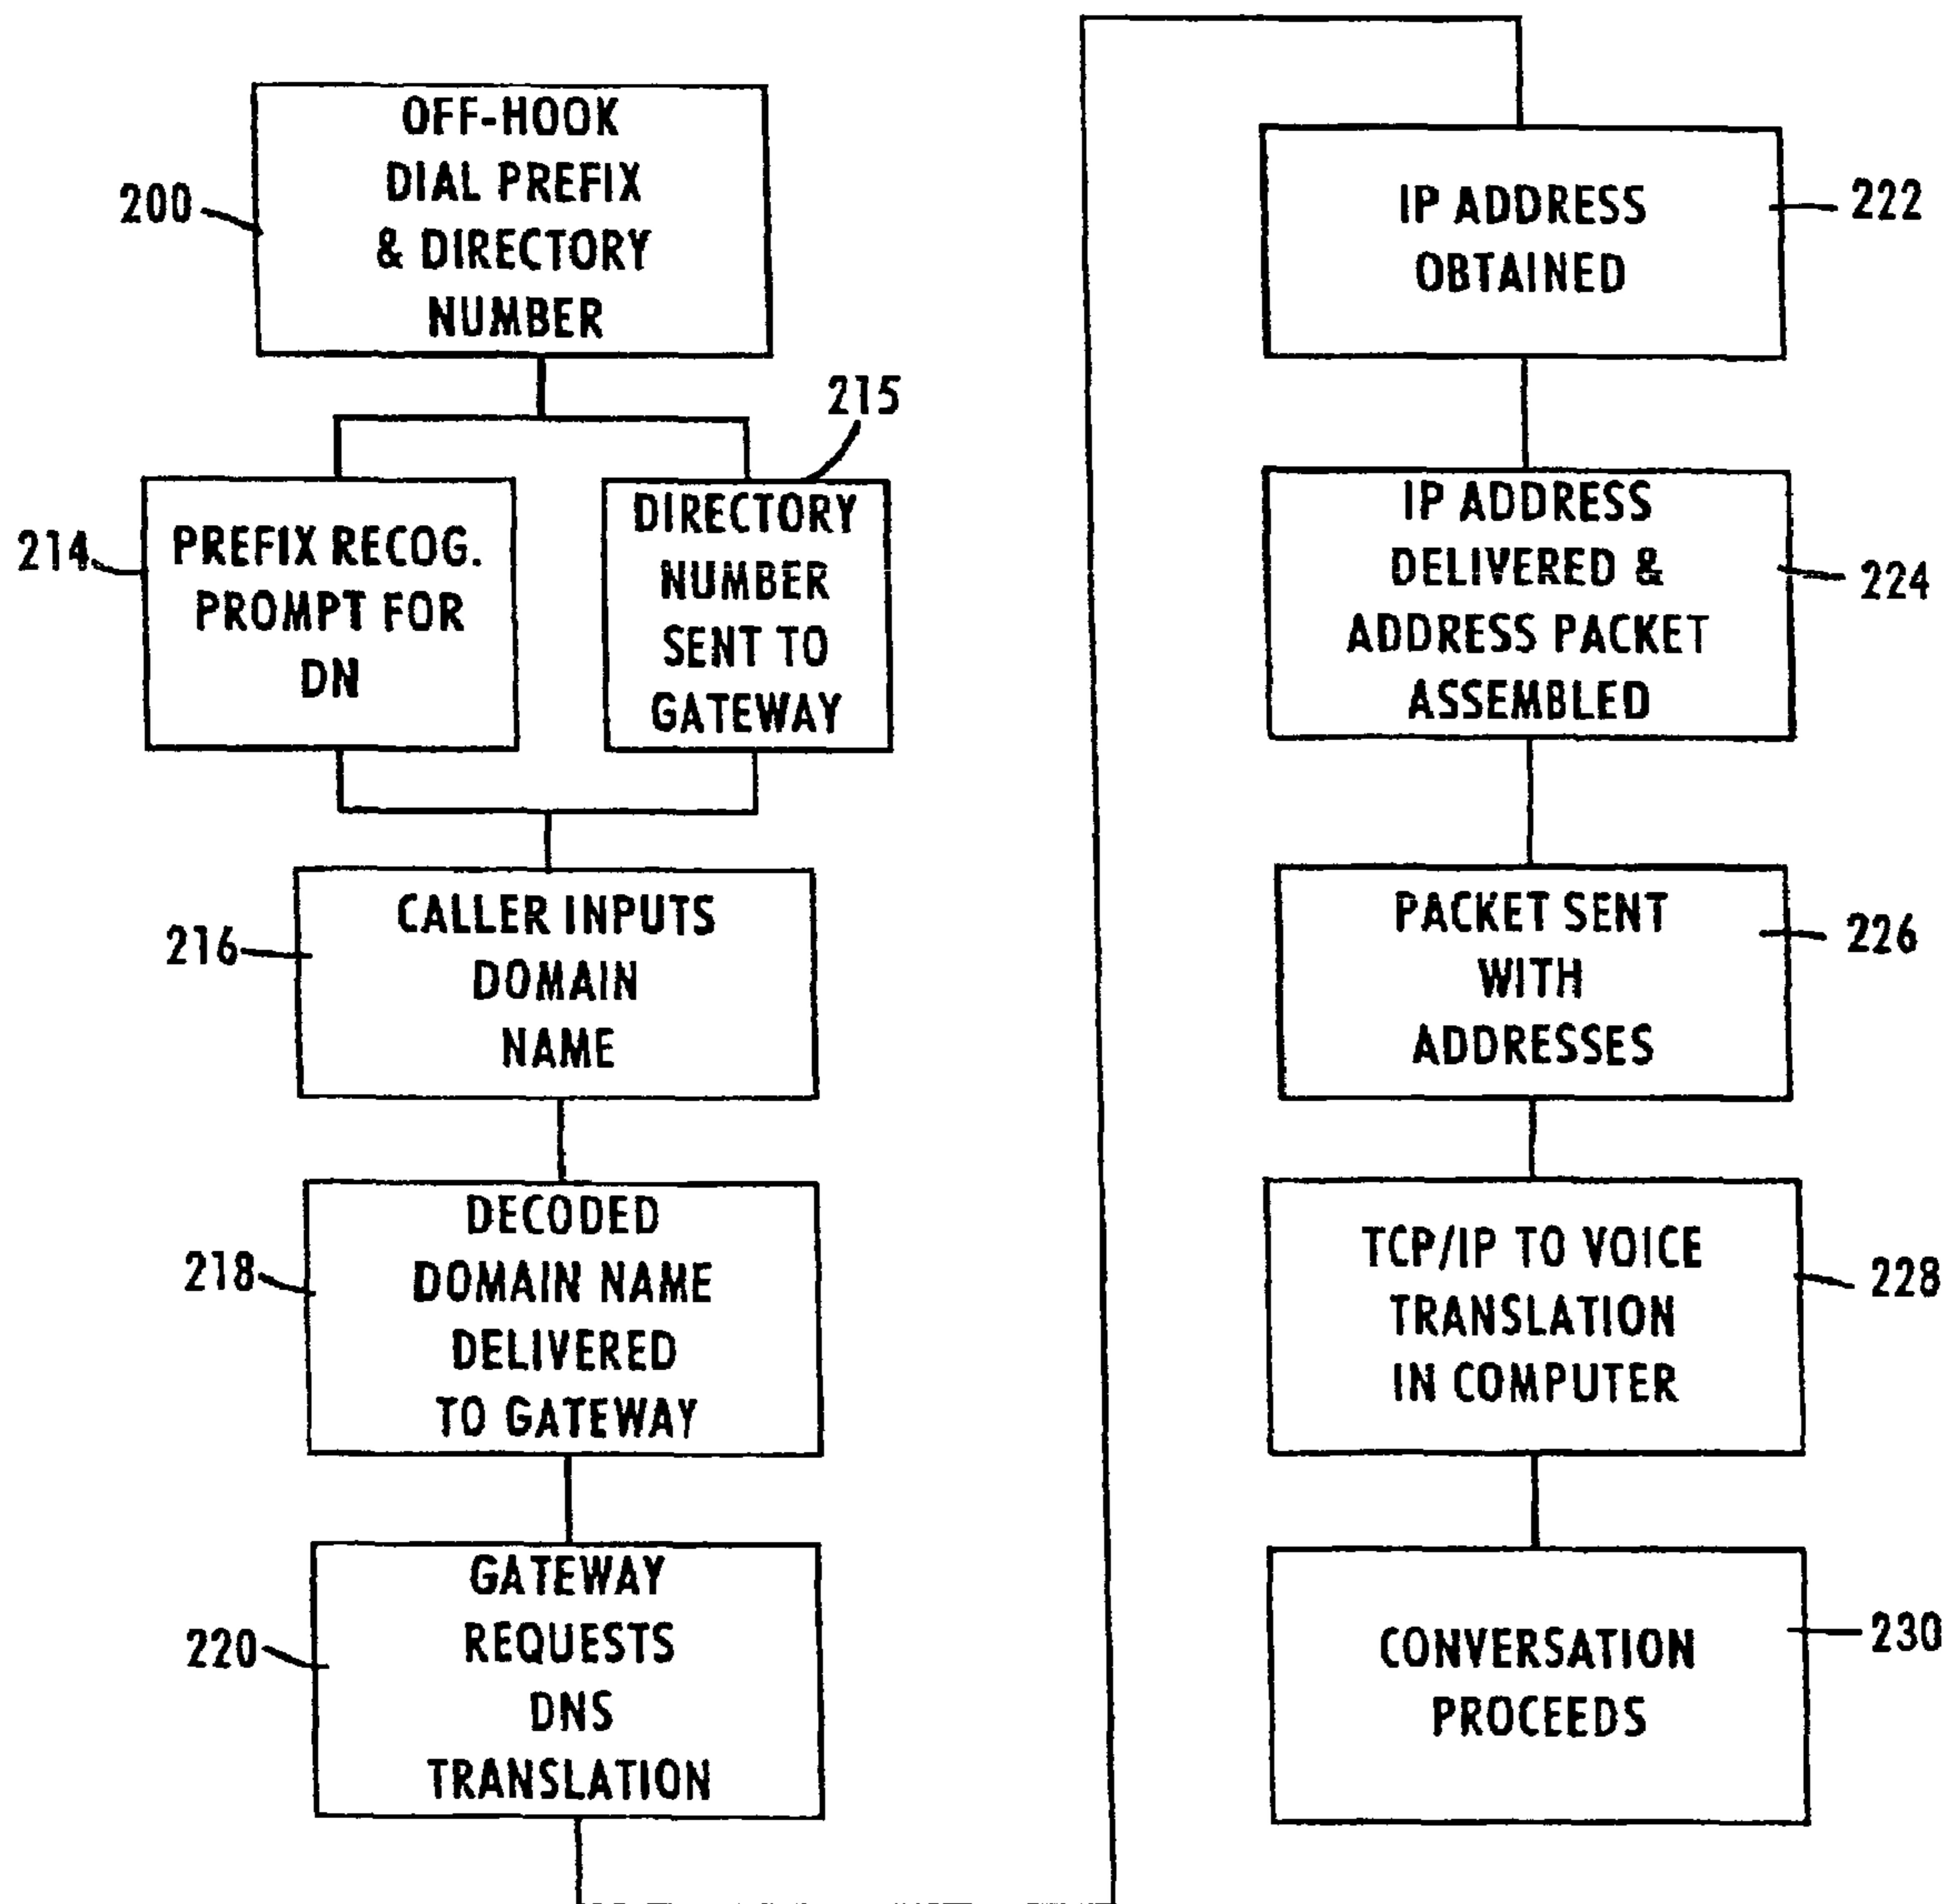 200
OFF-HOOK
DIAL PREFIX
& DIRECTORY
NUMBER
214
PREFIX RECOG.
PROMPT FOR
DN
215
DIRECTORY
NUMBER
SENT TO
GATEWAY
216
CALLER INPUTS
DOMAIN
NAME
218
DECODED
DOMAIN NAME
DELIVERED
TO GATEWAY
220
GATEWAY
REQUESTS
DNS
TRANSLATION
IP ADDRESS
OBTAINED
222
IP ADDRESS
DELIVERED &
ADDRESS PACKET
ASSEMBLED
224
PACKET SENT
WITH
ADDRESSES
226
TCP/IP TO VOICE
TRANSLATION
IN COMPUTER
228
CONVERSATION
PROCEEDS
230